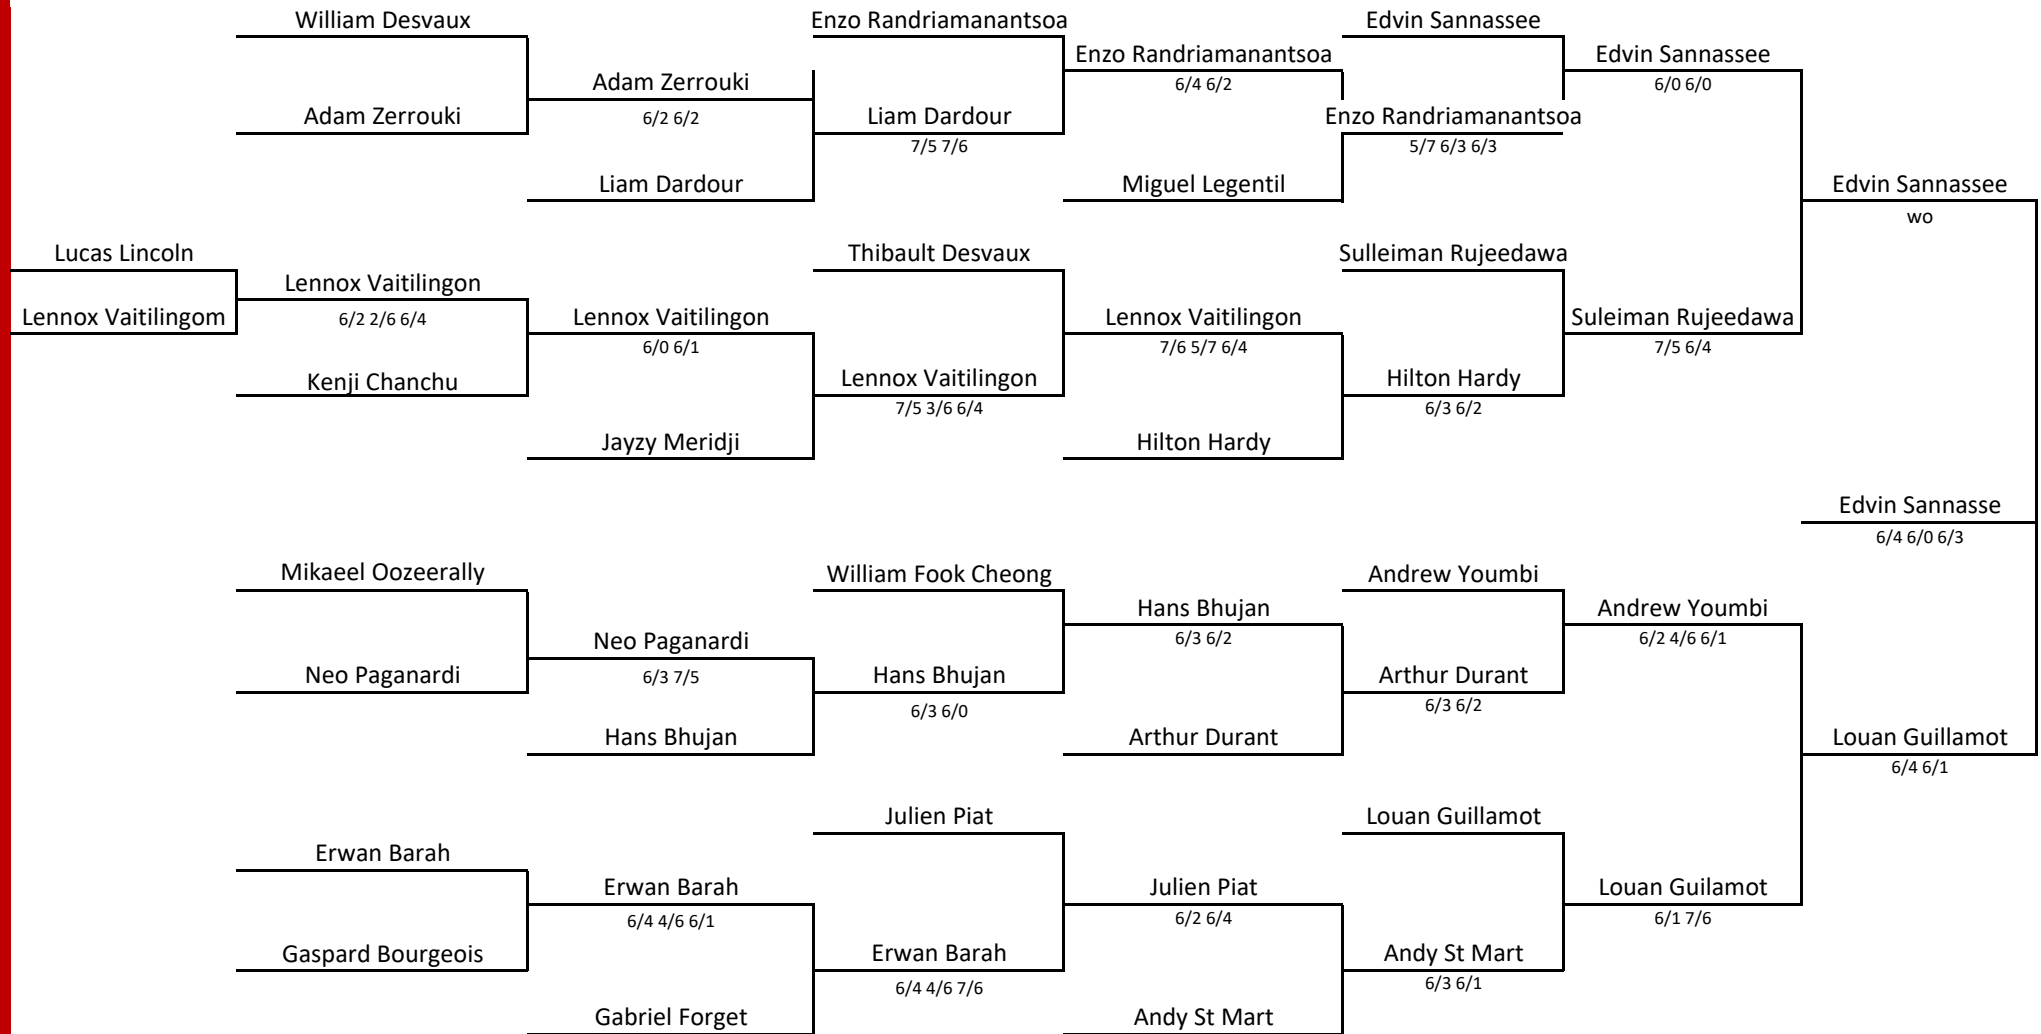 William Desvaux
Enzo Randriamanantsoa
Edvin Sannassee
Enzo Randriamanantsoa
Edvin Sannassee
Adam Zerrouki
6/4 6/2
6/0 6/0
Adam Zerrouki
6/2 6/2
Liam Dardour
Enzo Randriamanantsoa
7/5 7/6
5/7 6/3 6/3
Liam Dardour
Miguel Legentil
Edvin Sannassee
wo
Lucas Lincoln
Thibault Desvaux
Sulleiman Rujeedawa
Lennox Vaitilingon
Lennox Vaitilingom
6/2 2/6 6/4
Lennox Vaitilingon
Lennox Vaitilingon
Suleiman Rujeedawa
6/0 6/1
7/6 5/7 6/4
7/5 6/4
Kenji Chanchu
Lennox Vaitilingon
Hilton Hardy
7/5 3/6 6/4
6/3 6/2
Jayzy Meridji
Hilton Hardy
Edvin Sannasse
6/4 6/0 6/3
Mikaeel Oozeerally
William Fook Cheong
Andrew Youmbi
Hans Bhujan
Andrew Youmbi
Neo Paganardi
6/3 6/2
6/2 4/6 6/1
Neo Paganardi
6/3 7/5
Hans Bhujan
Arthur Durant
6/3 6/0
6/3 6/2
Hans Bhujan
Arthur Durant
Louan Guillamot
6/4 6/1
Julien Piat
Louan Guillamot
Erwan Barah
Erwan Barah
Julien Piat
Louan Guilamot
6/4 4/6 6/1
6/2 6/4
6/1 7/6
Gaspard Bourgeois
Erwan Barah
Andy St Mart
6/4 4/6 7/6
6/3 6/1
Gabriel Forget
Andy St Mart